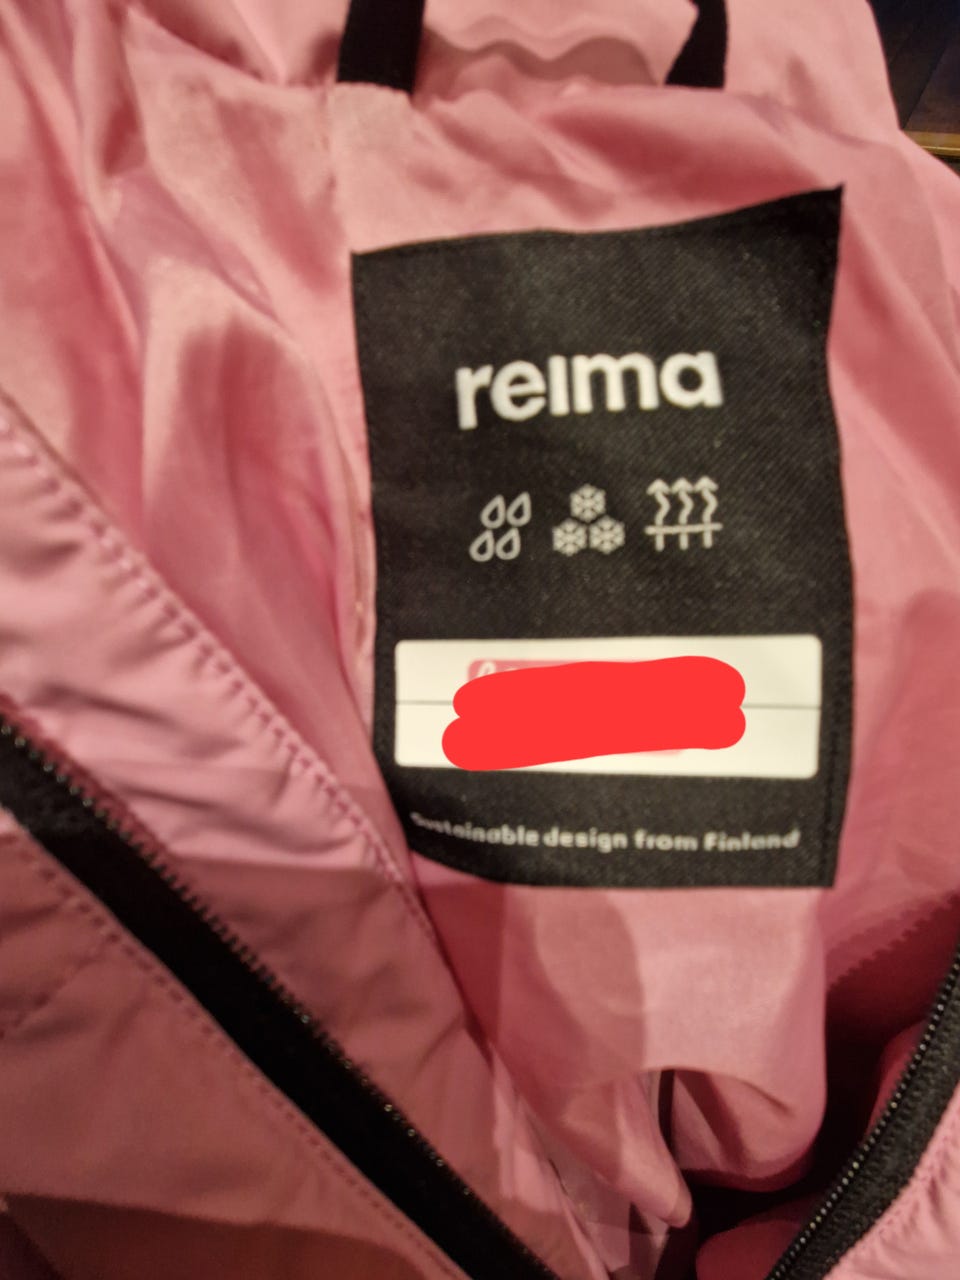 reima
Sustainable design from Finland